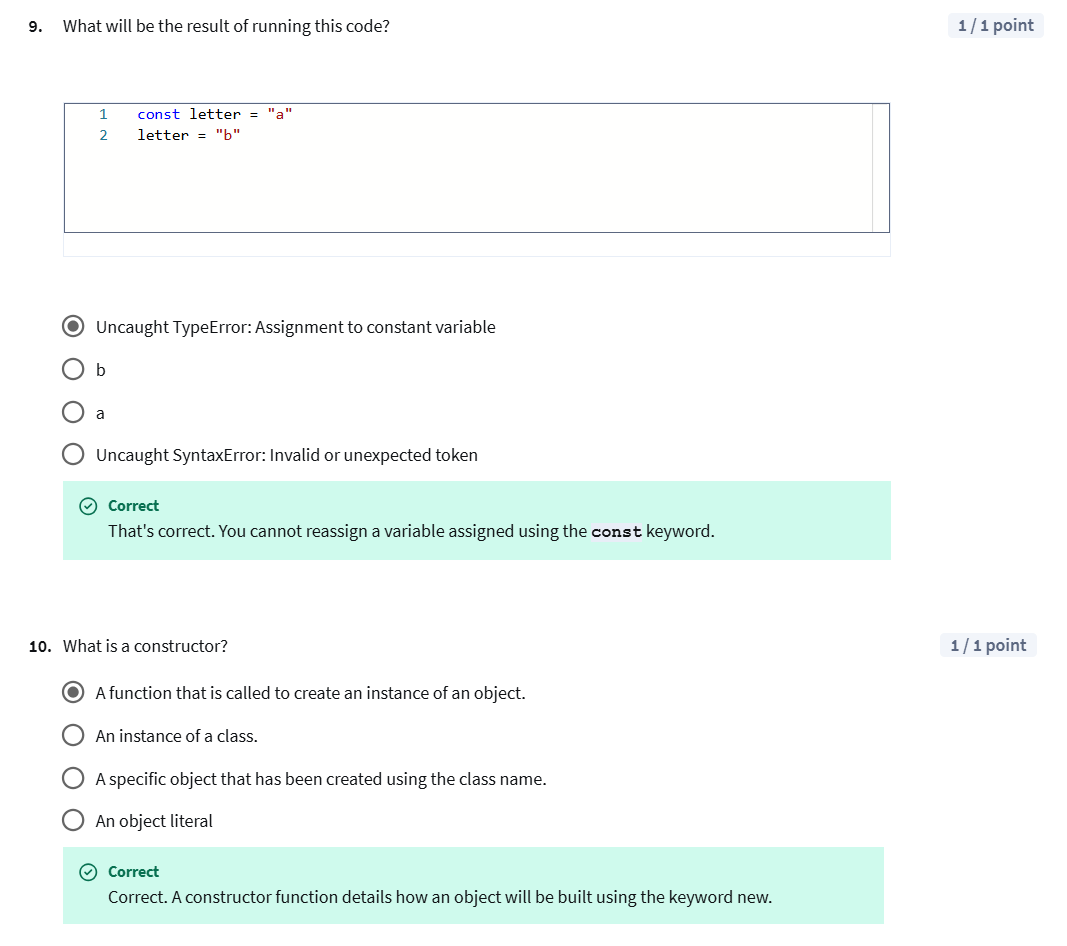 9. What will be the result of running this code?
1 / 1 point
1 const letter = "a"
2 letter = "b"
Uncaught TypeError: Assignment to constant variable
b
a
Uncaught SyntaxError: Invalid or unexpected token
Correct
That's correct. You cannot reassign a variable assigned using the const keyword.
10. What is a constructor?
1 / 1 point
A function that is called to create an instance of an object.
An instance of a class.
A specific object that has been created using the class name.
An object literal
Correct
Correct. A constructor function details how an object will be built using the keyword new.